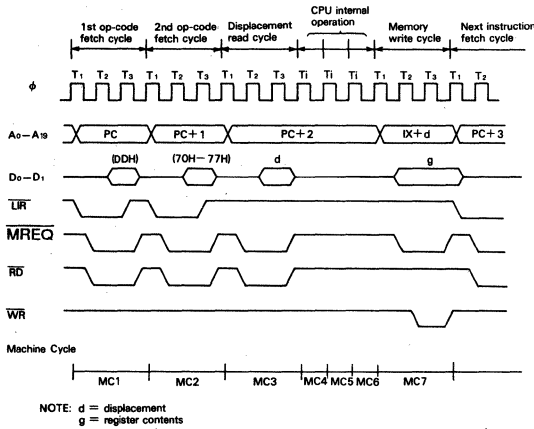 CPU internal
operation
1st op-code fetch cycle
2nd op-code fetch cycle
Displacement read cycle
Memory write cycle
Next instruction fetch cycle
T1 T2 T3 T1 T2 T3 T1 T2 T3 Ti Ti Ti T1 T2 T3 T1 T2
φ
A0–A19 PC PC+1 PC+2 IX+d PC+3
(DDH) (70H–77H) d g
D0–D1
LIR
MREQ
RD
WR
Machine Cycle
MC1 MC2 MC3 MC4 MC5 MC6 MC7
NOTE: d = displacement
g = register contents